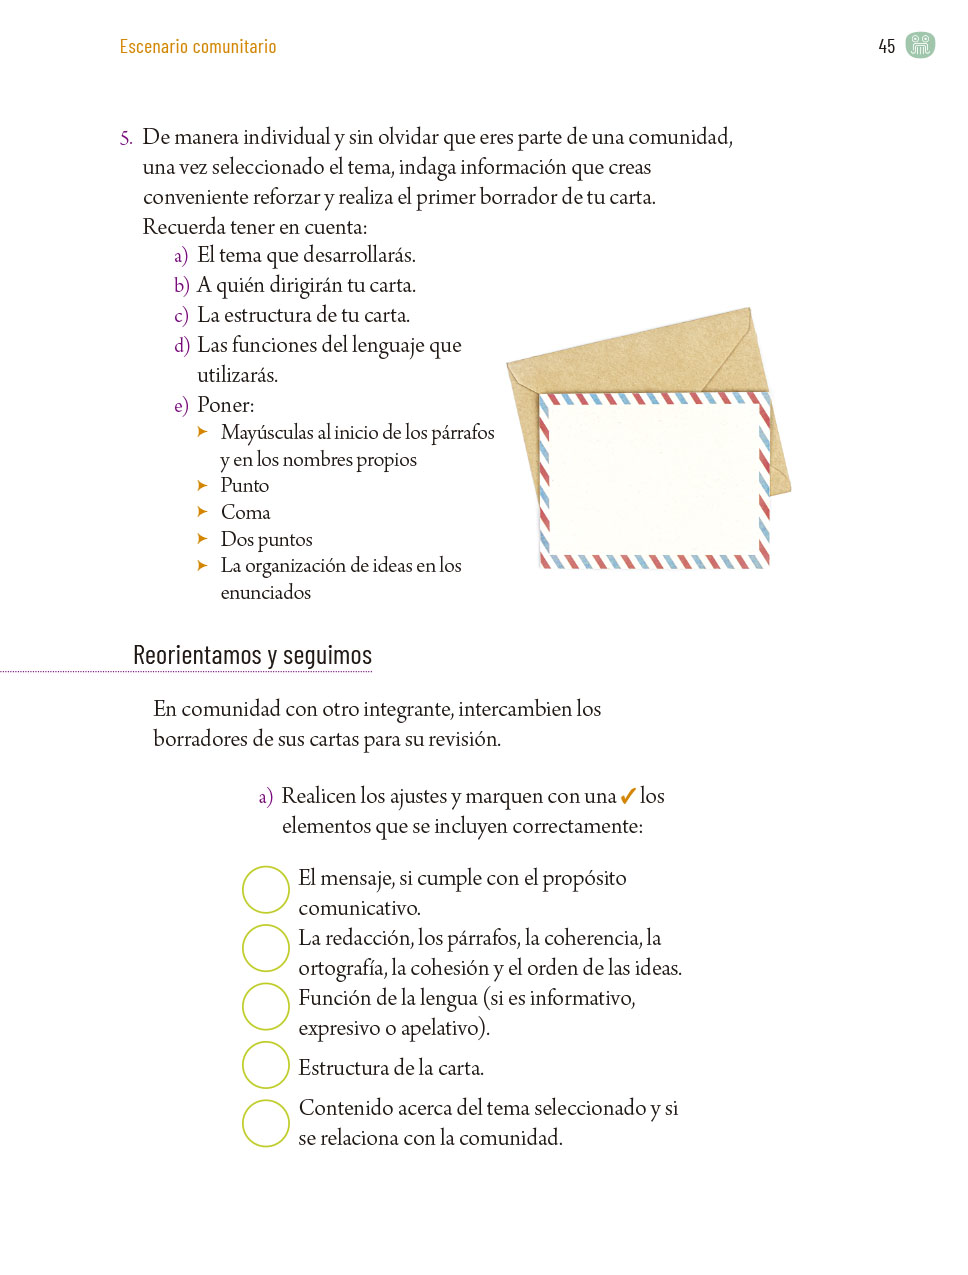 Escenario comunitario
45
5. De manera individual y sin olvidar que eres parte de una comunidad,
una vez seleccionado el tema, indaga información que creas
conveniente reforzar y realiza el primer borrador de tu carta.
Recuerda tener en cuenta:
a) El tema que desarrollarás.
b) A quién dirigirán tu carta.
c) La estructura de tu carta.
d) Las funciones del lenguaje que
utilizarás.
e) Poner:
➤ Mayúsculas al inicio de los párrafos
y en los nombres propios
➤ Punto
➤ Coma
➤ Dos puntos
➤ La organización de ideas en los
enunciados
Reorientamos y seguimos
En comunidad con otro integrante, intercambien los
borradores de sus cartas para su revisión.
a) Realicen los ajustes y marquen con una ✓ los
elementos que se incluyen correctamente:
El mensaje, si cumple con el propósito
comunicativo.
La redacción, los párrafos, la coherencia, la
ortografía, la cohesión y el orden de las ideas.
Función de la lengua (si es informativo,
expresivo o apelativo).
Estructura de la carta.
Contenido acerca del tema seleccionado y si
se relaciona con la comunidad.